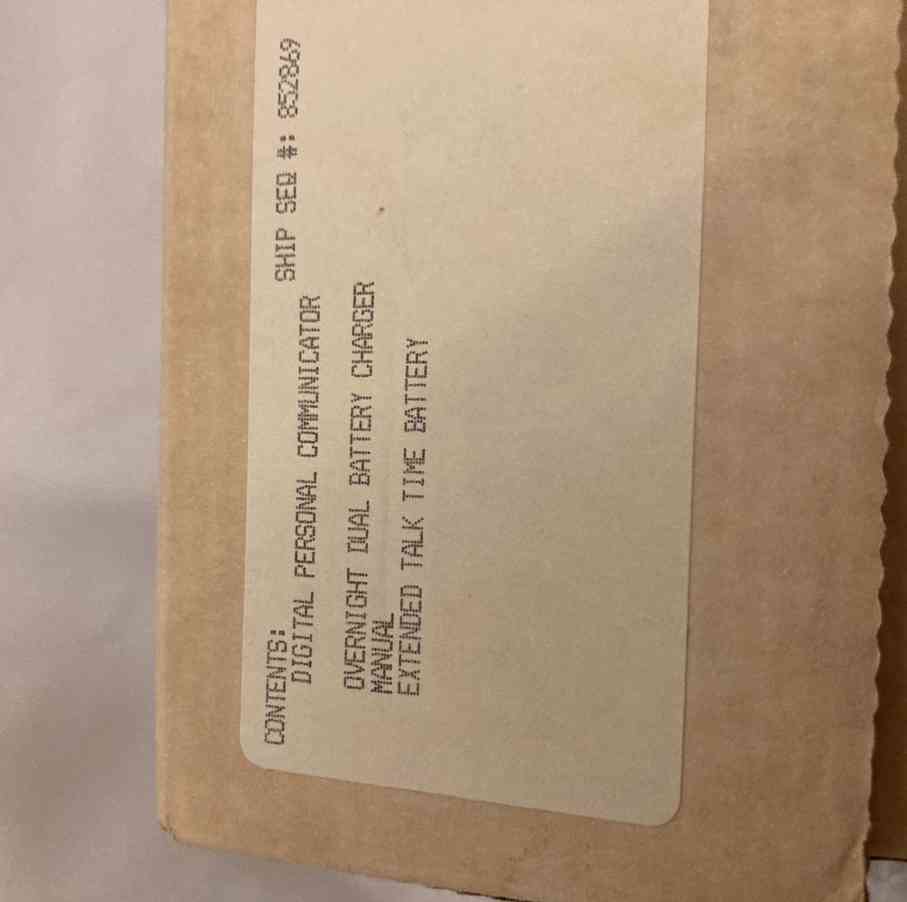 CONTENTS: SHIP SEQ #: 852869
DIGITAL PERSONAL COMMUNICATOR
OVERNIGHT DUAL BATTERY CHARGER
MANUAL
EXTENDED TALK TIME BATTERY